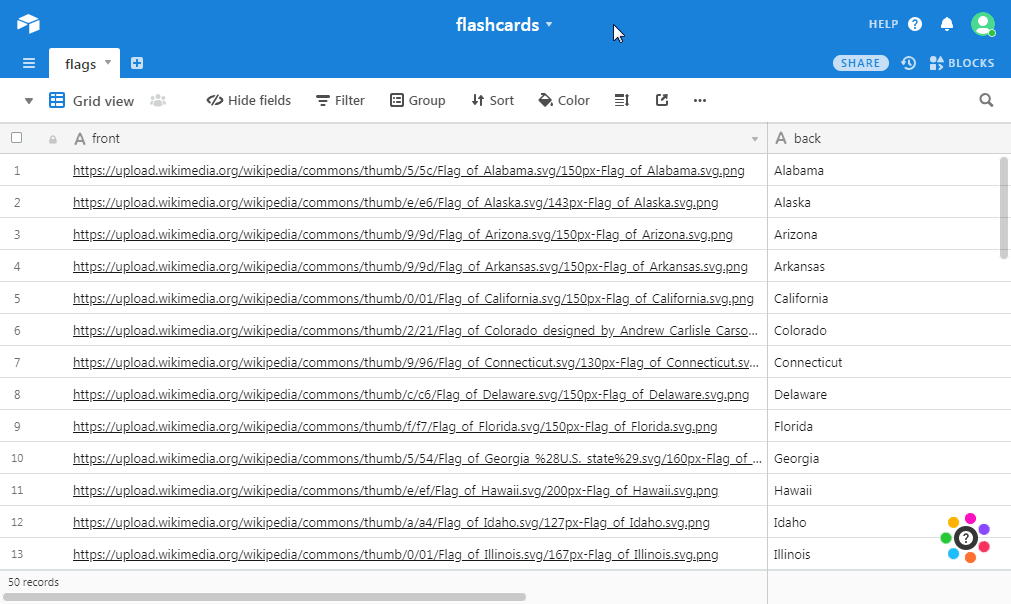 flashcards
HELP
flags
SHARE
BLOCKS
Grid view
Hide fields
Filter
Group
Sort
Color
A front
A back
1 https://upload.wikimedia.org/wikipedia/commons/thumb/5/5c/Flag_of_Alabama.svg/150px-Flag_of_Alabama.svg.png Alabama
2 https://upload.wikimedia.org/wikipedia/commons/thumb/e/e6/Flag_of_Alaska.svg/143px-Flag_of_Alaska.svg.png Alaska
3 https://upload.wikimedia.org/wikipedia/commons/thumb/9/9d/Flag_of_Arizona.svg/150px-Flag_of_Arizona.svg.png Arizona
4 https://upload.wikimedia.org/wikipedia/commons/thumb/9/9d/Flag_of_Arkansas.svg/150px-Flag_of_Arkansas.svg.png Arkansas
5 https://upload.wikimedia.org/wikipedia/commons/thumb/0/01/Flag_of_California.svg/150px-Flag_of_California.svg.png California
6 https://upload.wikimedia.org/wikipedia/commons/thumb/2/21/Flag_of_Colorado_designed_by_Andrew_Carlisle_Carso... Colorado
7 https://upload.wikimedia.org/wikipedia/commons/thumb/9/96/Flag_of_Connecticut.svg/130px-Flag_of_Connecticut.sv... Connecticut
8 https://upload.wikimedia.org/wikipedia/commons/thumb/c/c6/Flag_of_Delaware.svg/150px-Flag_of_Delaware.svg.png Delaware
9 https://upload.wikimedia.org/wikipedia/commons/thumb/f/f7/Flag_of_Florida.svg/150px-Flag_of_Florida.svg.png Florida
10 https://upload.wikimedia.org/wikipedia/commons/thumb/5/54/Flag_of_Georgia_%28U.S._state%29.svg/160px-Flag_of_... Georgia
11 https://upload.wikimedia.org/wikipedia/commons/thumb/e/ef/Flag_of_Hawaii.svg/200px-Flag_of_Hawaii.svg.png Hawaii
12 https://upload.wikimedia.org/wikipedia/commons/thumb/a/a4/Flag_of_Idaho.svg/127px-Flag_of_Idaho.svg.png Idaho
13 https://upload.wikimedia.org/wikipedia/commons/thumb/0/01/Flag_of_Illinois.svg/167px-Flag_of_Illinois.svg.png Illinois
50 records